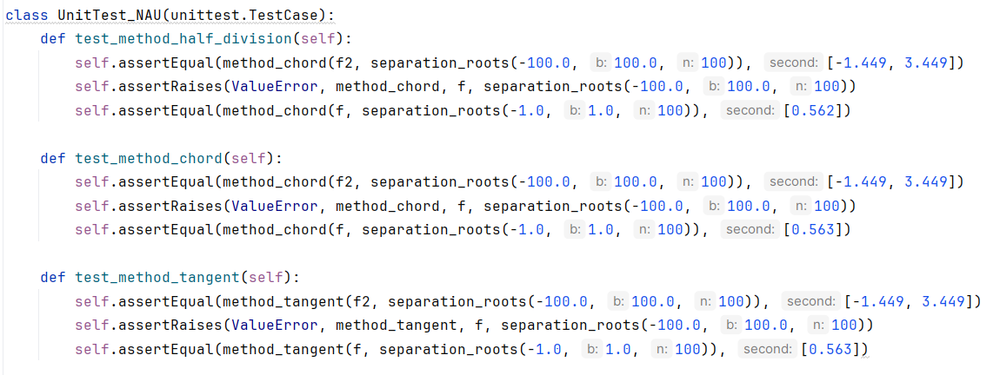 class UnitTest_NAU(unittest.TestCase):
    def test_method_half_division(self):
        self.assertEqual(method_chord(f2, separation_roots(-100.0, b: 100.0, n: 100)), second: [-1.449, 3.449])
        self.assertRaises(ValueError, method_chord, f, separation_roots(-100.0, b: 100.0, n: 100))
        self.assertEqual(method_chord(f, separation_roots(-1.0, b: 1.0, n: 100)), second: [0.562])
    def test_method_chord(self):
        self.assertEqual(method_chord(f2, separation_roots(-100.0, b: 100.0, n: 100)), second: [-1.449, 3.449])
        self.assertRaises(ValueError, method_chord, f, separation_roots(-100.0, b: 100.0, n: 100))
        self.assertEqual(method_chord(f, separation_roots(-1.0, b: 1.0, n: 100)), second: [0.563])
    def test_method_tangent(self):
        self.assertEqual(method_tangent(f2, separation_roots(-100.0, b: 100.0, n: 100)), second: [-1.449, 3.449])
        self.assertRaises(ValueError, method_tangent, f, separation_roots(-100.0, b: 100.0, n: 100))
        self.assertEqual(method_tangent(f, separation_roots(-1.0, b: 1.0, n: 100)), second: [0.563])